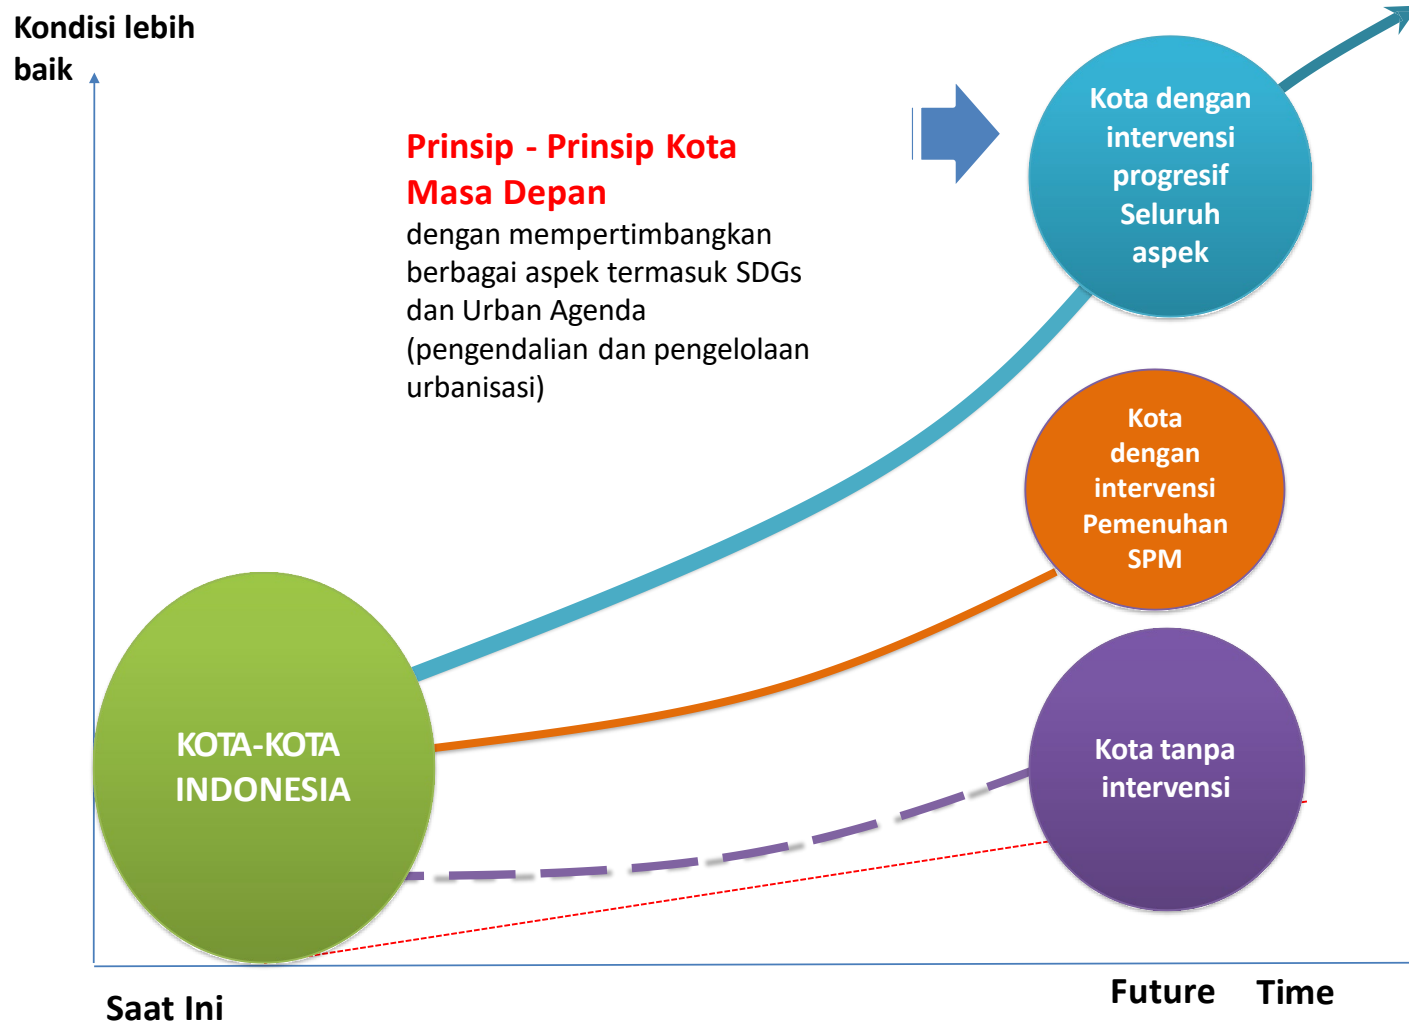 Kondisi lebih
baik
Prinsip - Prinsip Kota
Masa Depan
dengan mempertimbangkan
berbagai aspek termasuk SDGs
dan Urban Agenda
(pengendalian dan pengelolaan
urbanisasi)
Kota dengan
intervensi
progresif
Seluruh
aspek
Kota
dengan
intervensi
Pemenuhan
SPM
KOTA-KOTA
INDONESIA
Kota tanpa
intervensi
Saat Ini
Future
Time